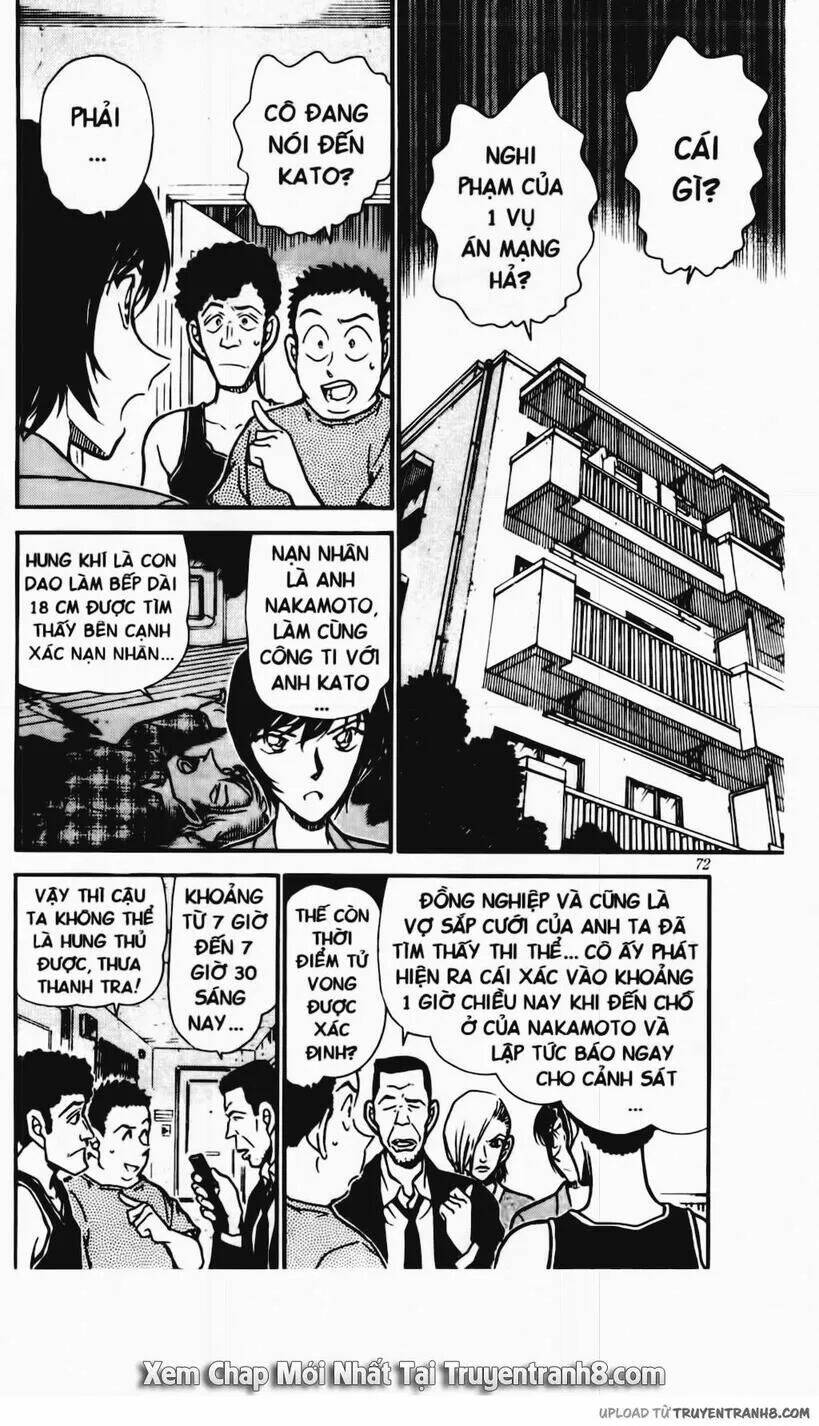 CÁI
GÌ?
NGHI
PHẠM CỦA
1 VỤ
ÁN MẠNG
HẢ?
CÔ ĐANG
NÓI ĐẾN
KATO?
PHẢI
...
NẠN NHÂN
LÀ ANH
NAKAMOTO,
LÀM CÙNG
CÔNG TI VỚI
ANH KATO
...
HUNG KHÍ LÀ CON
DAO LÀM BẾP DÀI
18 CM ĐƯỢC TÌM
THẤY BÊN CẠNH
XÁC NẠN NHÂN...
72
ĐỒNG NGHIỆP VÀ CŨNG LÀ
VỢ SẮP CƯỚI CỦA ANH TA ĐÃ
TÌM THẤY THI THỂ... CÔ ẤY PHÁT
HIỆN RA CÁI XÁC VÀO KHOẢNG
1 GIỜ CHIỀU NAY KHI ĐẾN CHỖ
Ở CỦA NAKAMOTO VÀ
LẬP TỨC BÁO NGAY
CHO CẢNH SÁT
...
THẾ CÒN
THỜI
ĐIỂM TỬ
VONG
ĐƯỢC
XÁC
ĐỊNH?
KHOẢNG
TỪ 7 GIỜ
ĐẾN 7
GIỜ 30
SÁNG
NAY...
VẬY THÌ CẬU
TA KHÔNG THỂ
LÀ HUNG THỦ
ĐƯỢC, THƯA
THANH TRA!
Xem Chap Mới Nhất Tại Truyentranh8.com
UPLOAD TỪ TRUYENTRANH8.COM